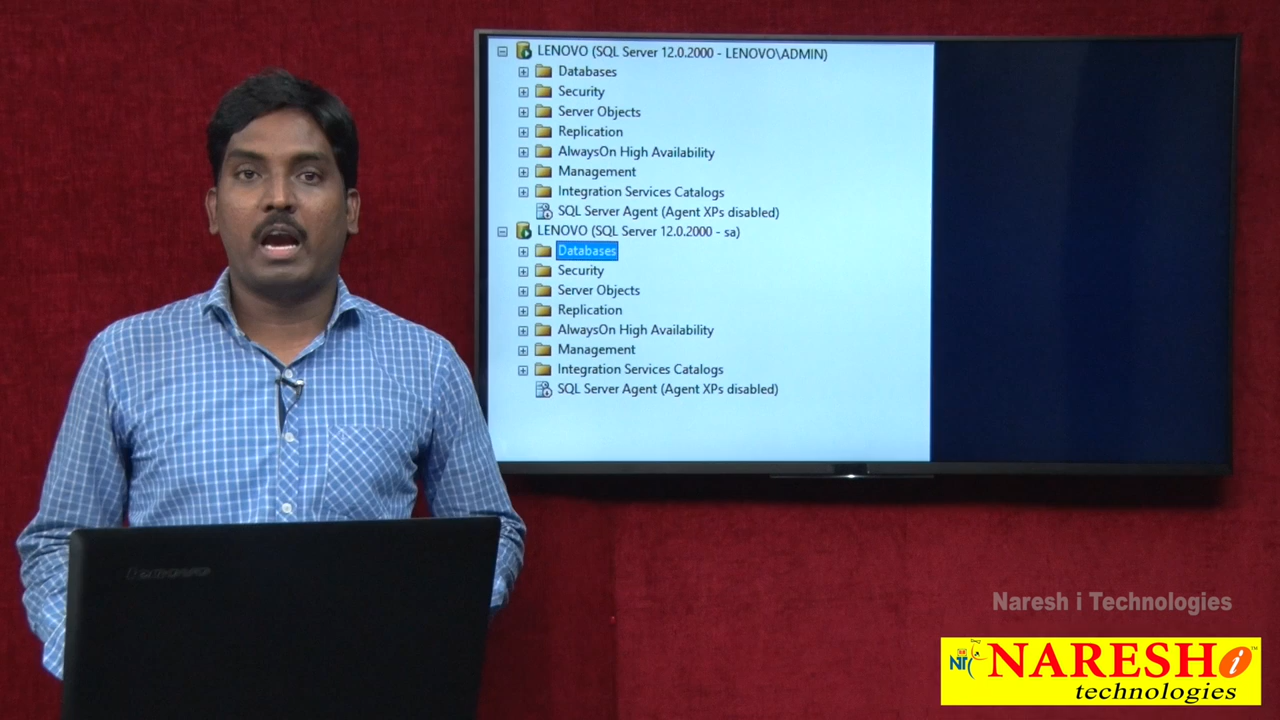 LENOVO (SQL Server 12.0.2000 - LENOVO\ADMIN)
Databases
Security
Server Objects
Replication
AlwaysOn High Availability
Management
Integration Services Catalogs
SQL Server Agent (Agent XPs disabled)
LENOVO (SQL Server 12.0.2000 - sa)
Databases
Security
Server Objects
Replication
AlwaysOn High Availability
Management
Integration Services Catalogs
SQL Server Agent (Agent XPs disabled)
lenovo
Naresh i Technologies
NARESH i
technologies